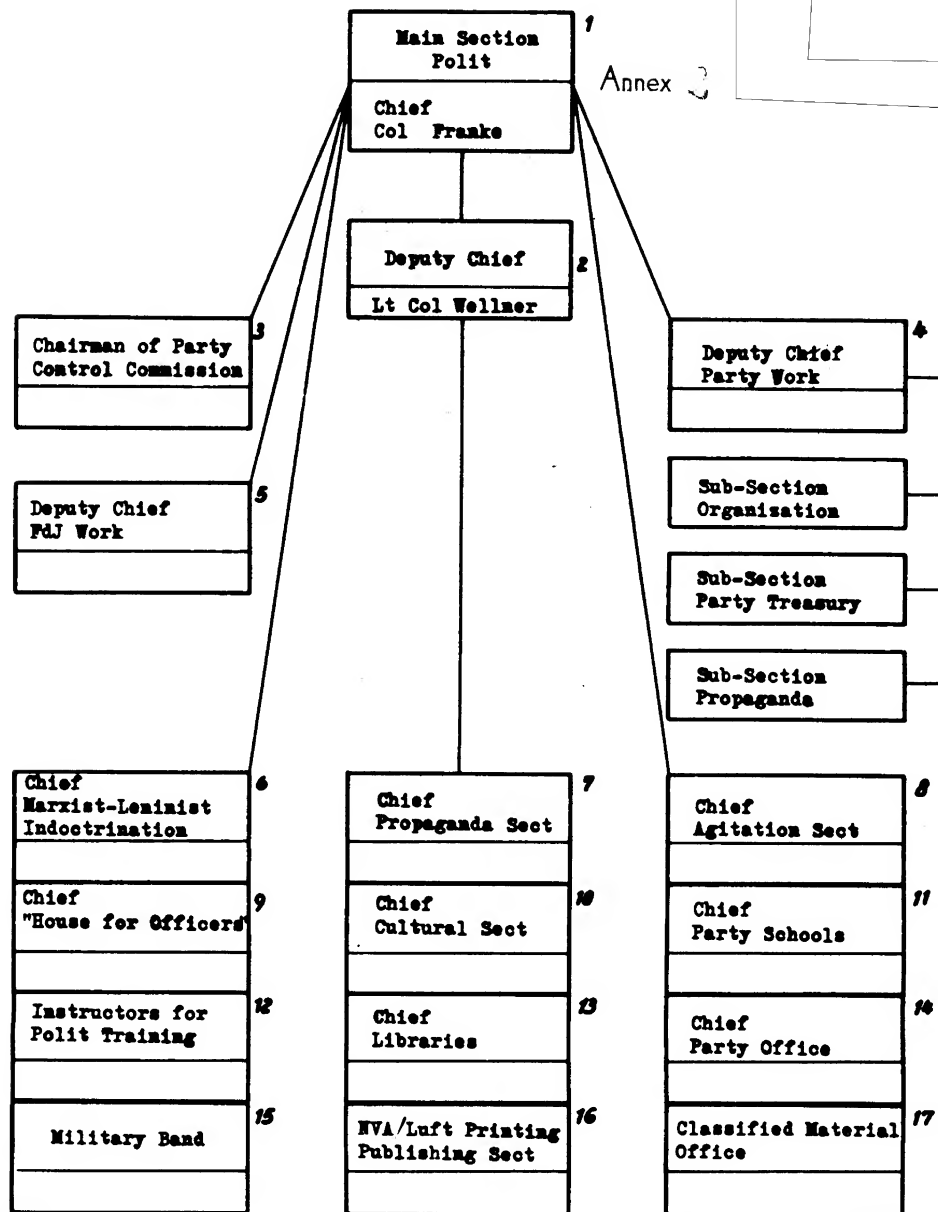 1
Main Section
Polit
Annex 3
Chief
Col Franke
2
Deputy Chief
Lt Col Wellner
3
Chairman of Party
Control Commission
4
Deputy Chief
Party Work
5
Deputy Chief
FdJ Work
Sub-Section
Organization
Sub-Section
Party Treasury
Sub-Section
Propaganda
6
Chief
Marxist-Leninist
Indoctrination
7
Chief
Propaganda Sect
8
Chief
Agitation Sect
9
Chief
"House for Officers"
10
Chief
Cultural Sect
11
Chief
Party Schools
12
Instructors for
Polit Training
13
Chief
Libraries
14
Chief
Party Office
15
Military Band
16
NVA/Luft Printing
Publishing Sect
17
Classified Material
Office